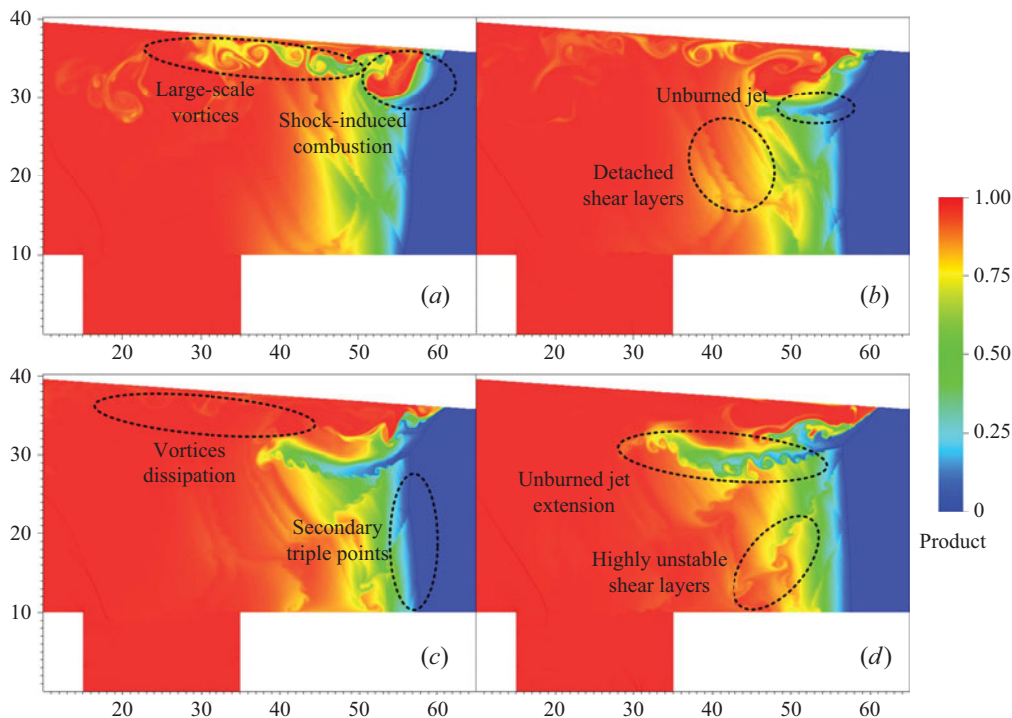 40
30
20
10
Large-scale
vortices
Shock-induced
combustion
(a)
20 30 40 50 60
Unburned jet
Detached
shear layers
(b)
20 30 40 50 60
1.00
0.75
0.50
0.25
0
Product
40
30
20
10
Vortices
dissipation
Secondary
triple points
(c)
20 30 40 50 60
Unburned jet
extension
Highly unstable
shear layers
(d)
20 30 40 50 60